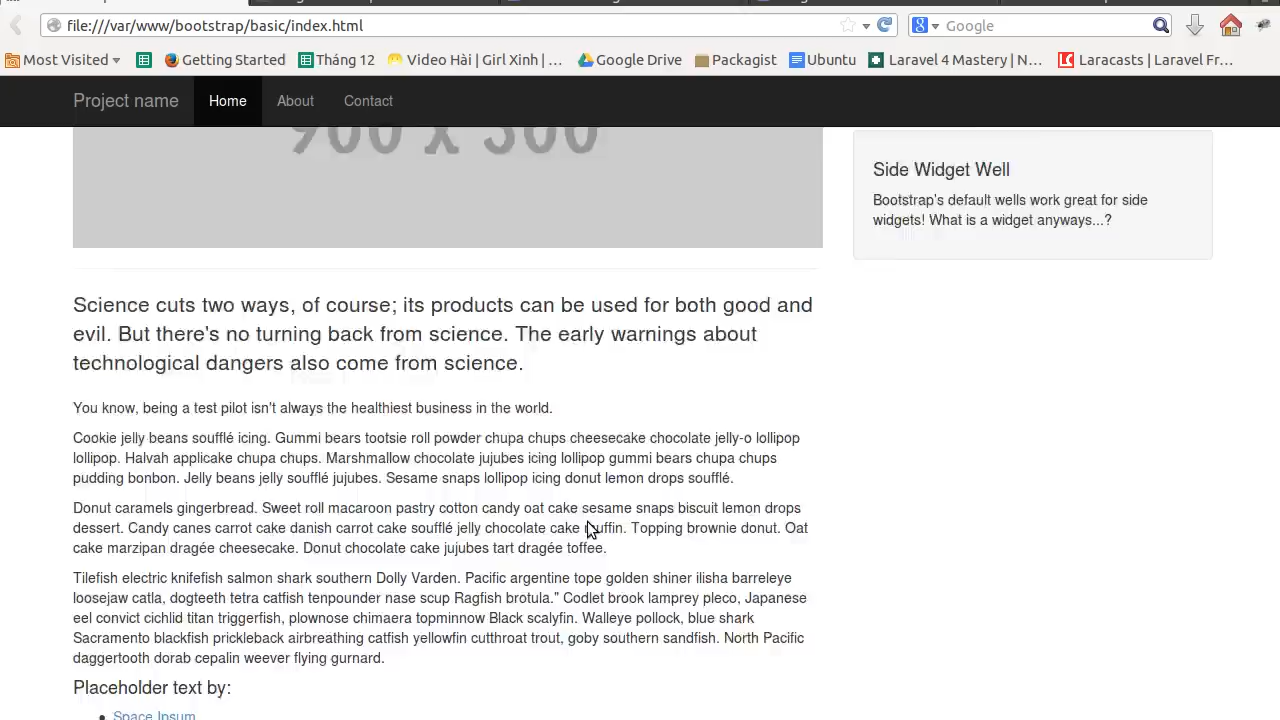 file:///var/www/bootstrap/basic/index.html
Google
Most Visited
Getting Started
Tháng 12
Video Hài | Girl Xinh | ...
Google Drive
Packagist
Ubuntu
Laravel 4 Mastery | N...
Laracasts | Laravel Fr...
Project name
Home
About
Contact
900 x 300
Side Widget Well
Bootstrap's default wells work great for side
widgets! What is a widget anyways...?
Science cuts two ways, of course; its products can be used for both good and
evil. But there's no turning back from science. The early warnings about
technological dangers also come from science.
You know, being a test pilot isn't always the healthiest business in the world.
Cookie jelly beans soufflé icing. Gummi bears tootsie roll powder chupa chups cheesecake chocolate jelly-o lollipop
lollipop. Halvah applicake chupa chups. Marshmallow chocolate jujubes icing lollipop gummi bears chupa chups
pudding bonbon. Jelly beans jelly soufflé jujubes. Sesame snaps lollipop icing donut lemon drops soufflé.
Donut caramels gingerbread. Sweet roll macaroon pastry cotton candy oat cake sesame snaps biscuit lemon drops
dessert. Candy canes carrot cake danish carrot cake soufflé jelly chocolate cake muffin. Topping brownie donut. Oat
cake marzipan dragée cheesecake. Donut chocolate cake jujubes tart dragée toffee.
Tilefish electric knifefish salmon shark southern Dolly Varden. Pacific argentine tope golden shiner ilisha barreleye
loosejaw catla, dogteeth tetra catfish tenpounder nase scup Ragfish brotula." Codlet brook lamprey pleco, Japanese
eel convict cichlid titan triggerfish, plownose chimaera topminnow Black scalyfin. Walleye pollock, blue shark
Sacramento blackfish prickleback airbreathing catfish yellowfin cutthroat trout, goby southern sandfish. North Pacific
daggertooth dorab cepalin weever flying gurnard.
Placeholder text by:
Space Ipsum